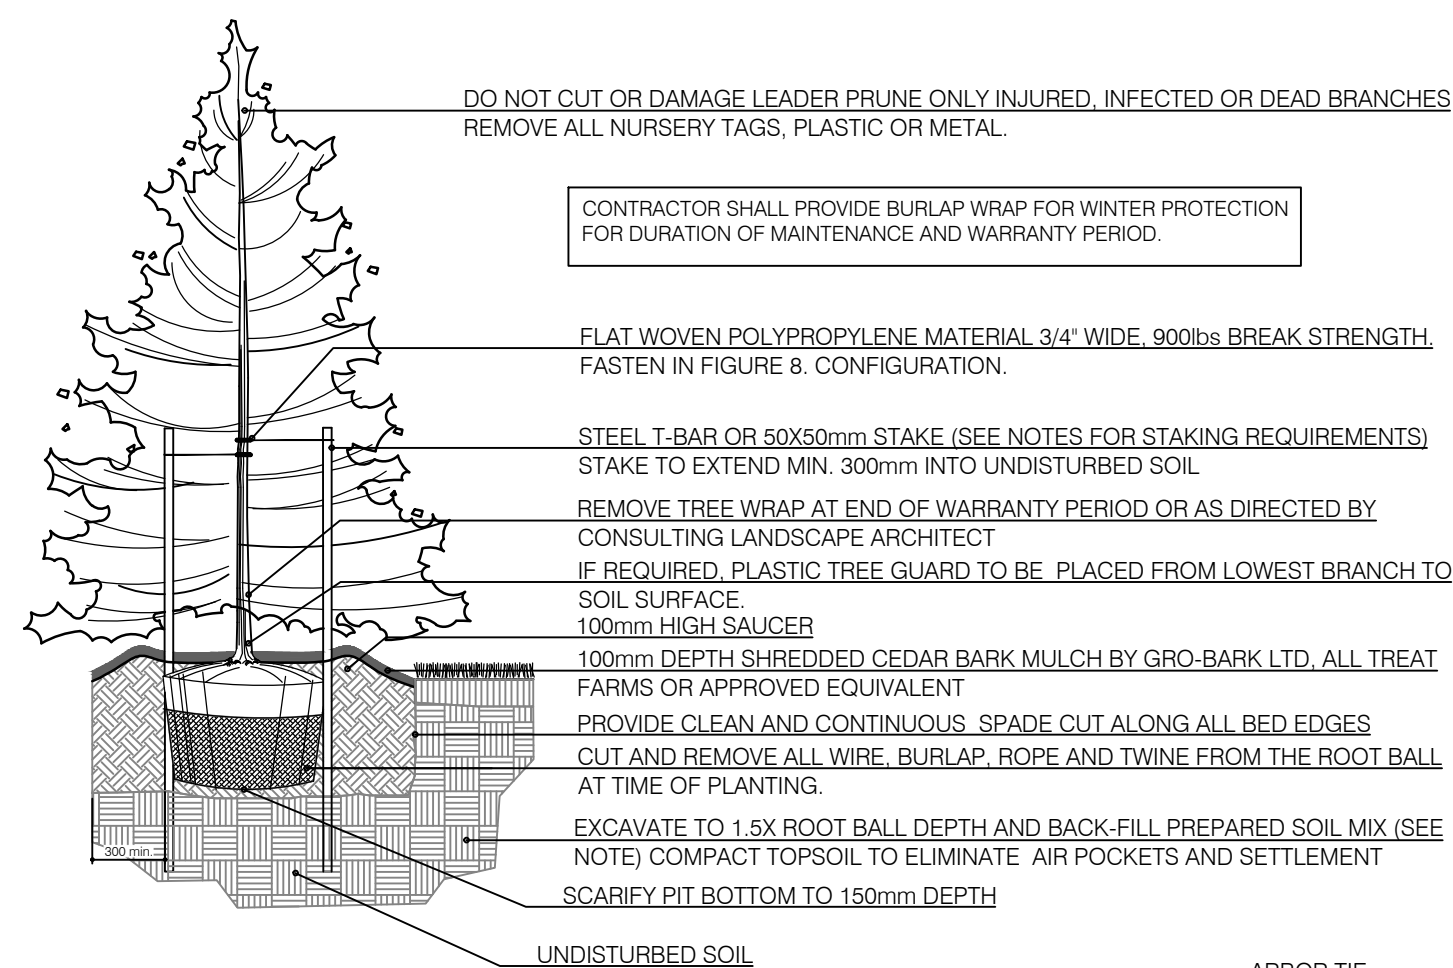 DO NOT CUT OR DAMAGE LEADER PRUNE ONLY INJURED, INFECTED OR DEAD BRANCHES
REMOVE ALL NURSERY TAGS, PLASTIC OR METAL.
CONTRACTOR SHALL PROVIDE BURLAP WRAP FOR WINTER PROTECTION
FOR DURATION OF MAINTENANCE AND WARRANTY PERIOD.
FLAT WOVEN POLYPROPYLENE MATERIAL 3/4" WIDE, 900lbs BREAK STRENGTH.
FASTEN IN FIGURE 8. CONFIGURATION.
STEEL T-BAR OR 50X50mm STAKE (SEE NOTES FOR STAKING REQUIREMENTS)
STAKE TO EXTEND MIN. 300mm INTO UNDISTURBED SOIL
REMOVE TREE WRAP AT END OF WARRANTY PERIOD OR AS DIRECTED BY
CONSULTING LANDSCAPE ARCHITECT
IF REQUIRED, PLASTIC TREE GUARD TO BE PLACED FROM LOWEST BRANCH TO
SOIL SURFACE.
100mm HIGH SAUCER
100mm DEPTH SHREDDED CEDAR BARK MULCH BY GRO-BARK LTD, ALL TREAT
FARMS OR APPROVED EQUIVALENT
PROVIDE CLEAN AND CONTINUOUS SPADE CUT ALONG ALL BED EDGES
CUT AND REMOVE ALL WIRE, BURLAP, ROPE AND TWINE FROM THE ROOT BALL
AT TIME OF PLANTING.
EXCAVATE TO 1.5X ROOT BALL DEPTH AND BACK-FILL PREPARED SOIL MIX (SEE
NOTE) COMPACT TOPSOIL TO ELIMINATE AIR POCKETS AND SETTLEMENT
300 min.
SCARIFY PIT BOTTOM TO 150mm DEPTH
UNDISTURBED SOIL
ARBOR TIE